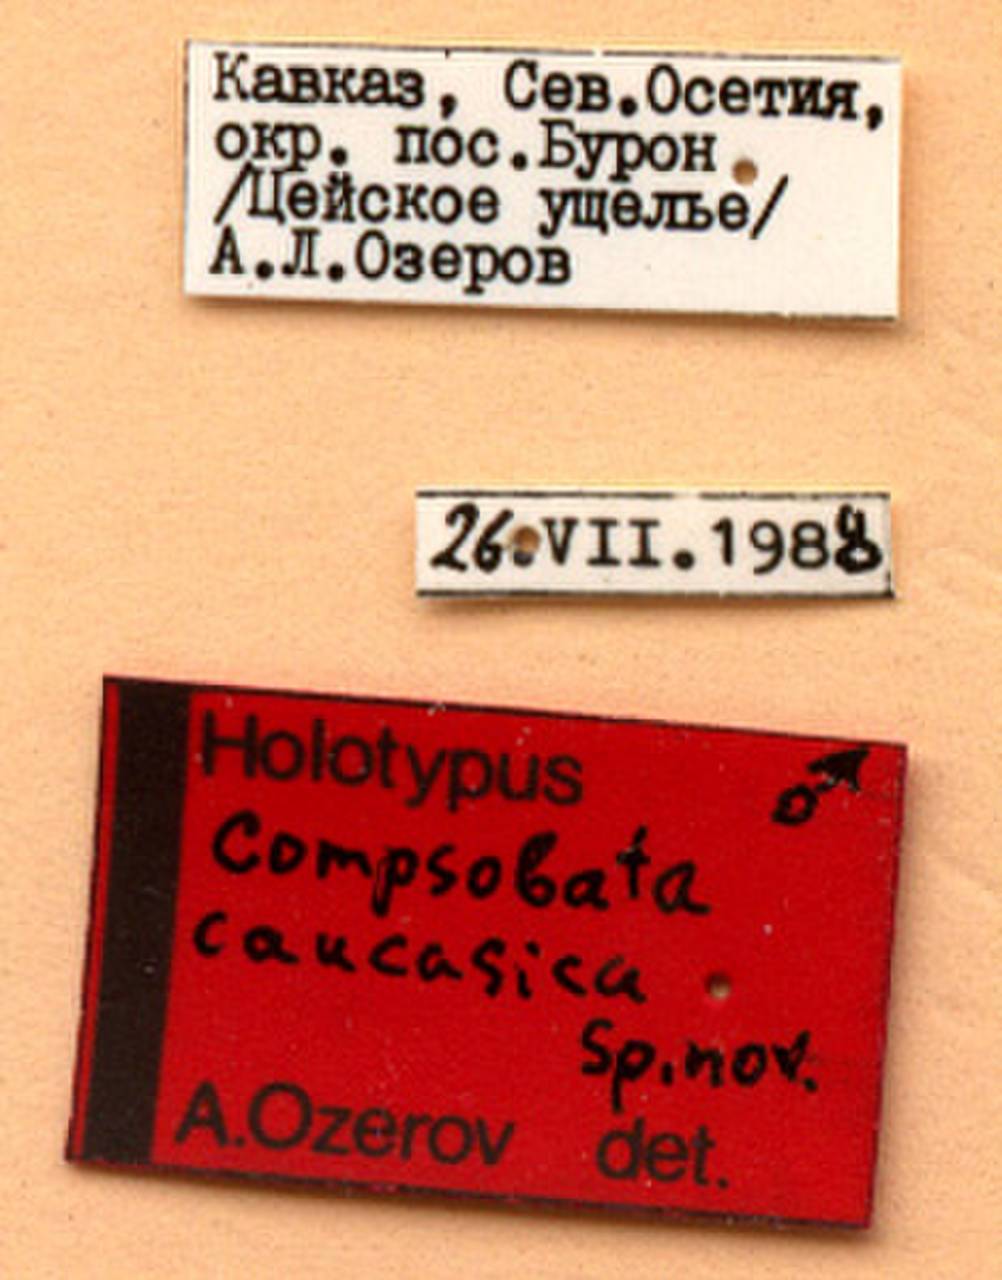 Кавказ, Сев.Осетия,
окр. пос.Бурон
/Цейское ущелье/
А.Л.Озеров
26.VII.1988
Holotypus ♂
Compsobata
caucasica
Sp.nov.
A.Ozerov det.